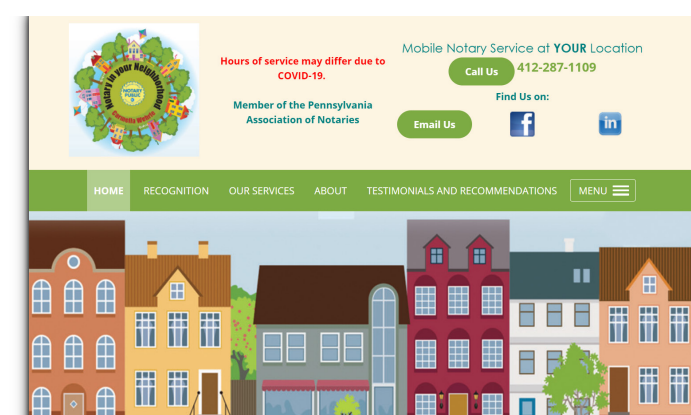 Notary in your Neighborhood
NOTARY
PUBLIC
Hours of service may differ due to
COVID-19.
Member of the Pennsylvania
Association of Notaries
Mobile Notary Service at YOUR Location
Call Us 412-287-1109
Find Us on:
Email Us
f in
HOME RECOGNITION OUR SERVICES ABOUT TESTIMONIALS AND RECOMMENDATIONS MENU